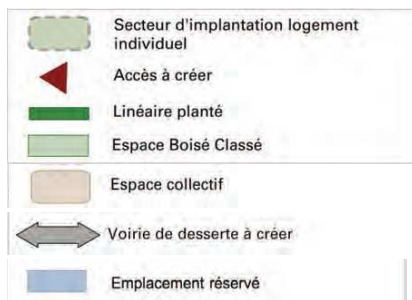 Secteur d'implantation logement
individuel
Accès à créer
Linéaire planté
Espace Boisé Classé
Espace collectif
Voirie de desserte à créer
Emplacement réservé